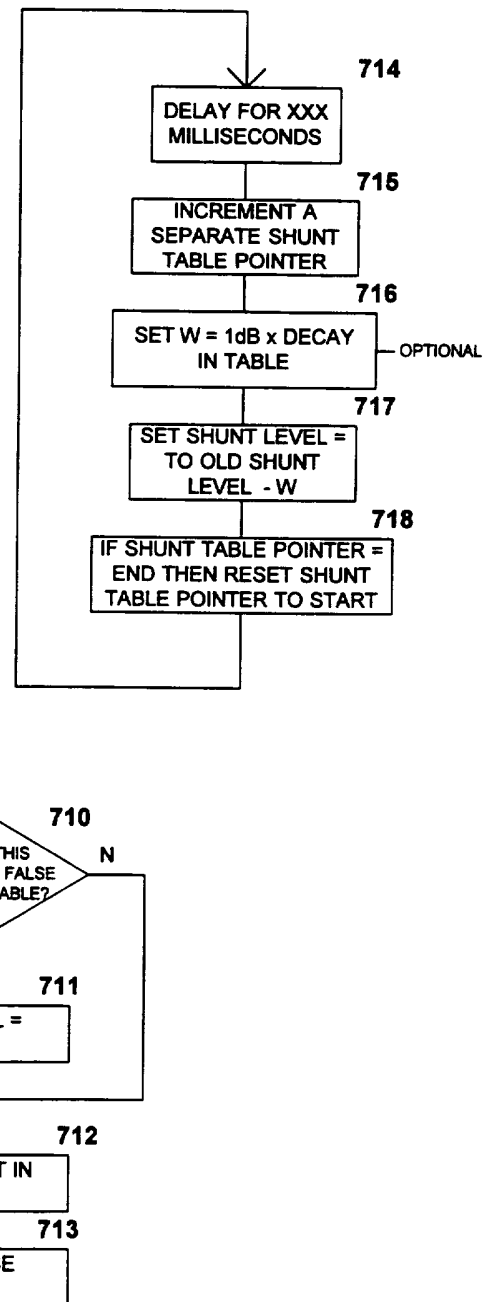 714
DELAY FOR XXX
MILLISECONDS
715
INCREMENT A
SEPARATE SHUNT
TABLE POINTER
716
SET W = 1dB x DECAY
IN TABLE
OPTIONAL
717
SET SHUNT LEVEL =
TO OLD SHUNT
LEVEL - W
718
IF SHUNT TABLE POINTER =
END THEN RESET SHUNT
TABLE POINTER TO START
710
N
FALSE
711
=
712
IN
713